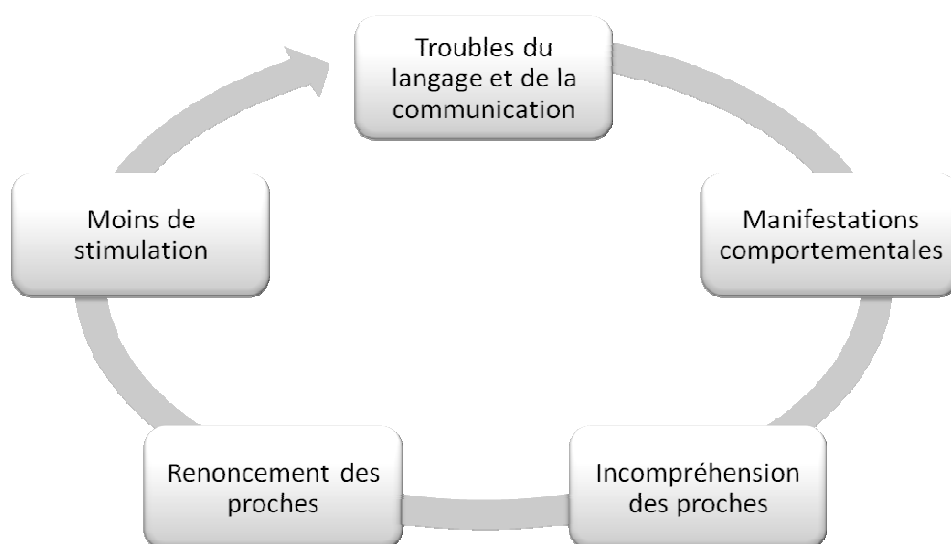 Troubles du
langage et de la
communication
Manifestations
comportementales
Incompréhension
des proches
Renoncement des
proches
Moins de
stimulation